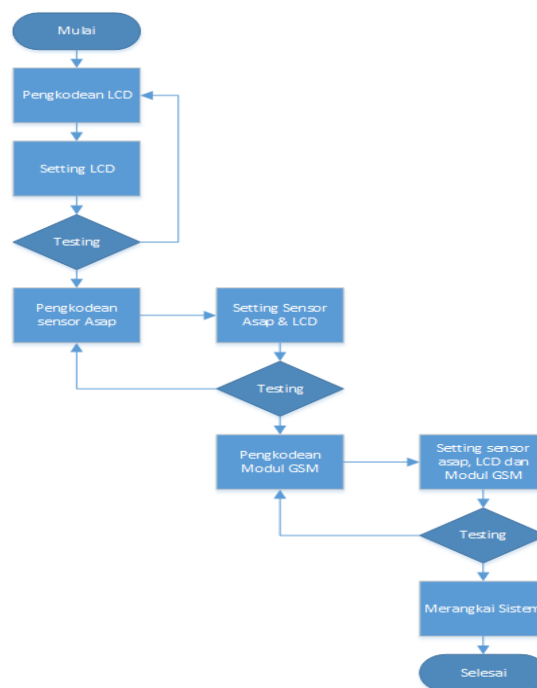 Mulai
Pengkodean LCD
Setting LCD
Testing
Pengkodean
sensor Asap
Setting Sensor
Asap & LCD
Testing
Pengkodean
Modul GSM
Setting sensor
asap, LCD dan
Modul GSM
Testing
Merangkai Sistem
Selesai